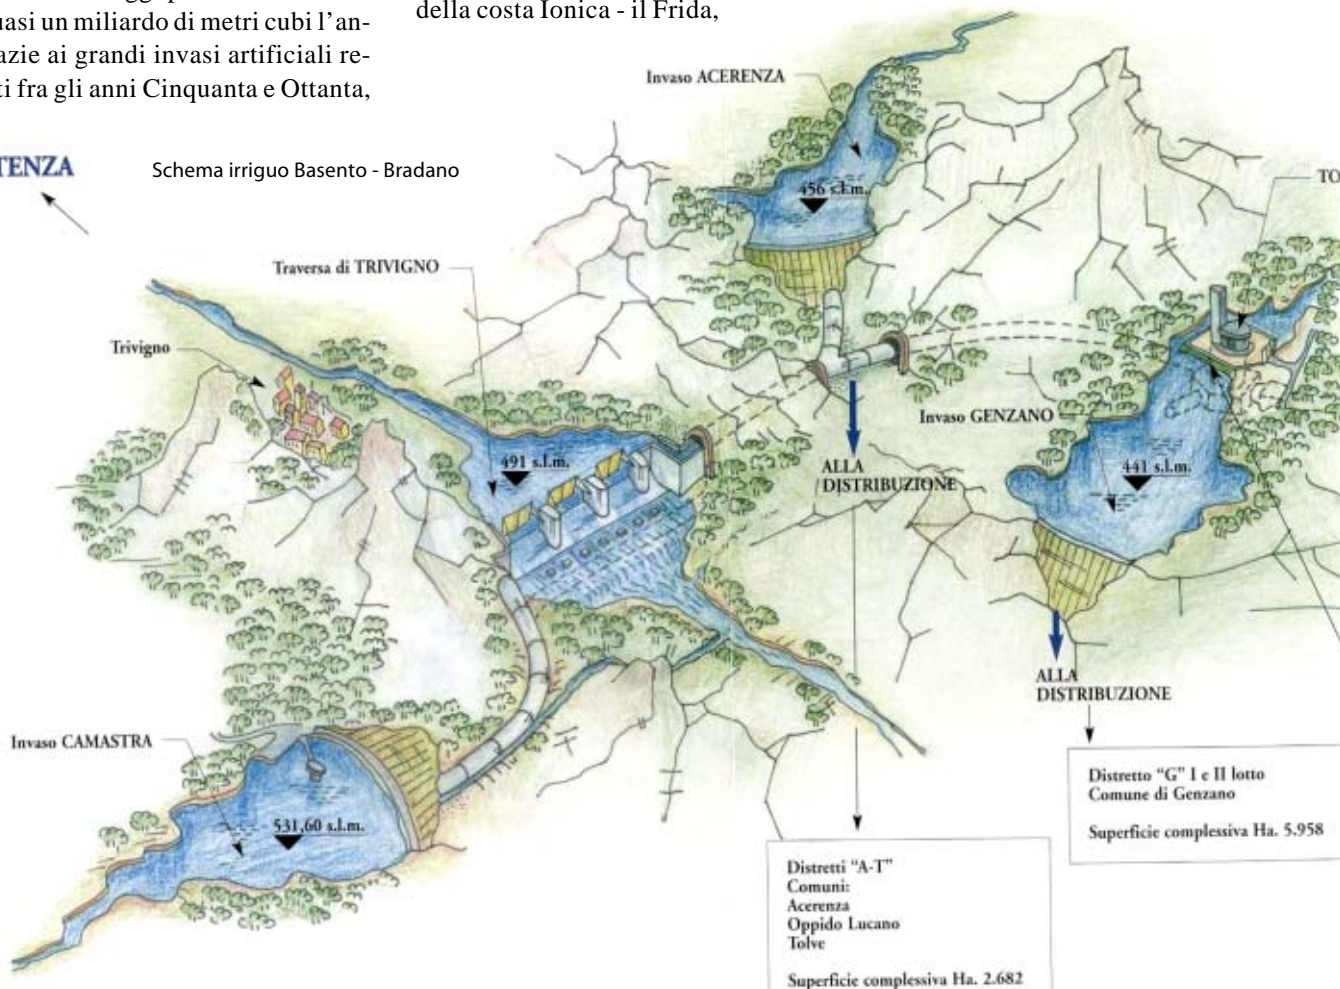 uasi un miliardo di metri cubi l'an-
azie ai grandi invasi artificiali re-
ti fra gli anni Cinquanta e Ottanta,
della costa Ionica - il Frida,
TENZA
Schema irriguo Basento - Bradano
Invaso ACERENZA
456 s.l.m.
TO
Traversa di TRIVIGNO
Trivigno
491 s.l.m.
Invaso GENZANO
441 s.l.m.
ALLA
DISTRIBUZIONE
ALLA
DISTRIBUZIONE
Invaso CAMASTRA
531,60 s.l.m.
Distretto "G" I e II lotto
Comune di Genzano
Superficie complessiva Ha. 5.958
Distretti "A-T"
Comuni:
Acerenza
Oppido Lucano
Tolve
Superficie complessiva Ha. 2.682